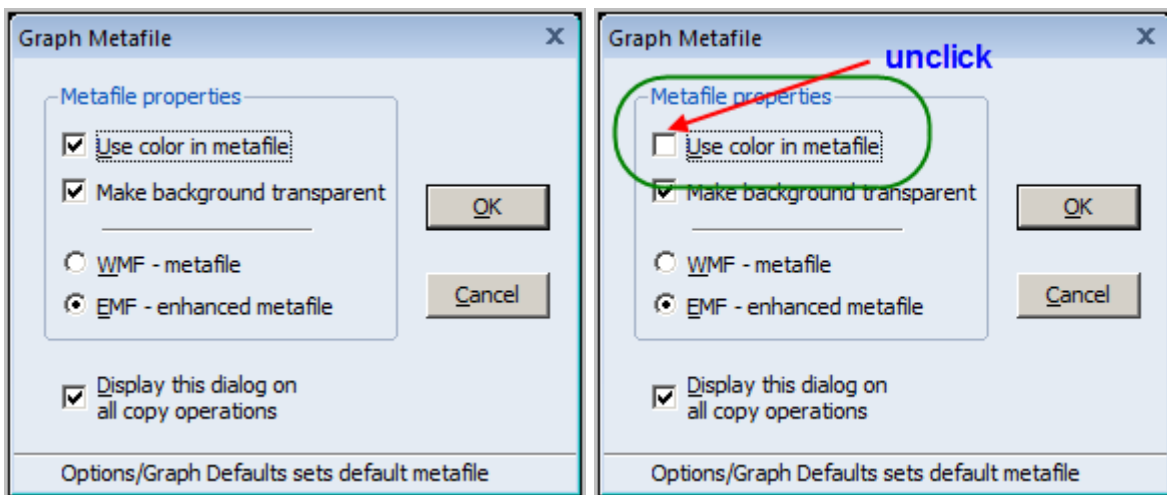 Graph Metafile
Metafile properties
Use color in metafile
Make background transparent
OK
WMF - metafile
EMF - enhanced metafile
Cancel
Display this dialog on
all copy operations
Options/Graph Defaults sets default metafile
Graph Metafile
unclick
Metafile properties
Use color in metafile
Make background transparent
OK
WMF - metafile
EMF - enhanced metafile
Cancel
Display this dialog on
all copy operations
Options/Graph Defaults sets default metafile